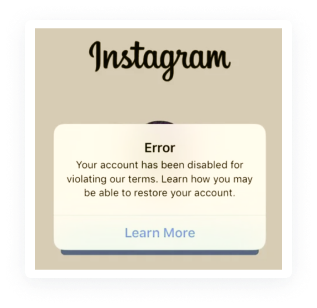 Instagram
Error
Your account has been disabled for
violating our terms. Learn how you may
be able to restore your account.
Learn More